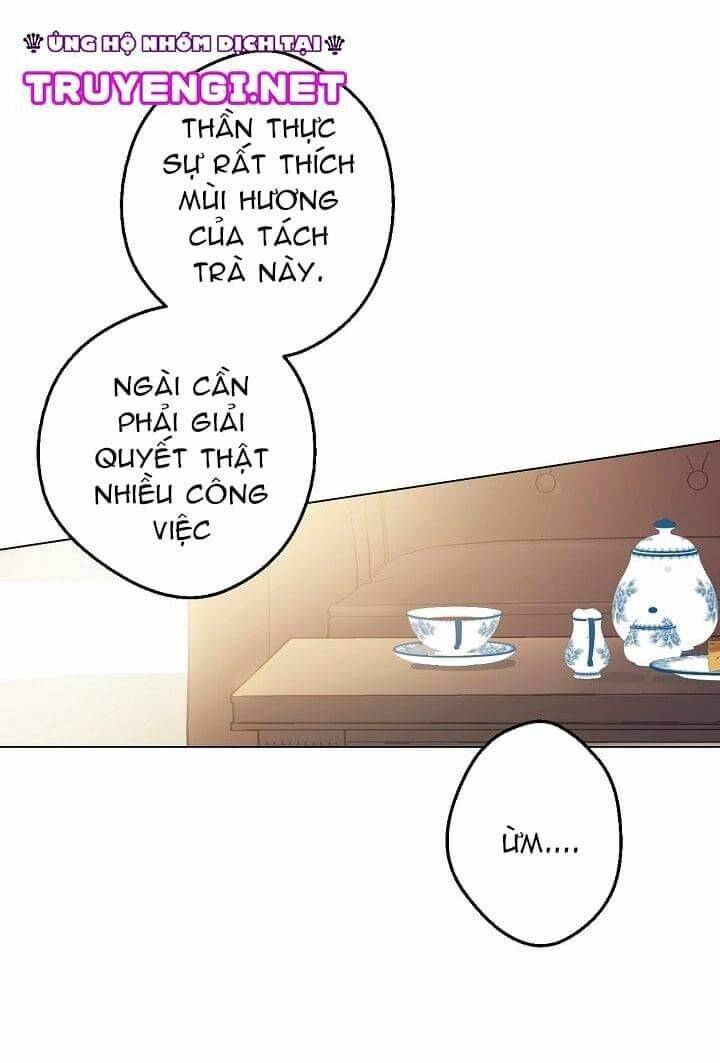 ỦNG HỘ NHÓM DỊCH TẠI
TRUYENGI.NET
THẦN THỰC
SỰ RẤT THÍCH
MÙI HƯƠNG
CỦA TÁCH
TRÀ NÀY.
NGÀI CẦN
PHẢI GIẢI
QUYẾT THẬT
NHIỀU CÔNG
VIỆC
ỪM....